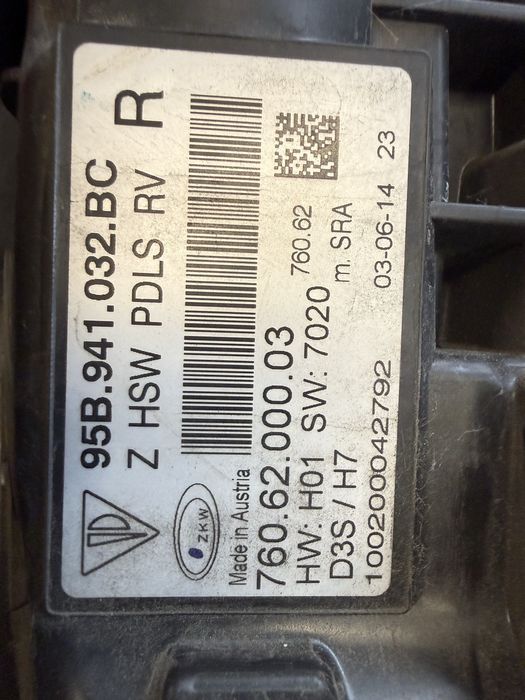 95B.941.032.BC
Z HSW PDLS RV R
ZKW
Made in Austria
760.62.000.03 760.62
HW: H01 SW: 7020 m. SRA
D3S / H7
100200042792 03-06-14 23